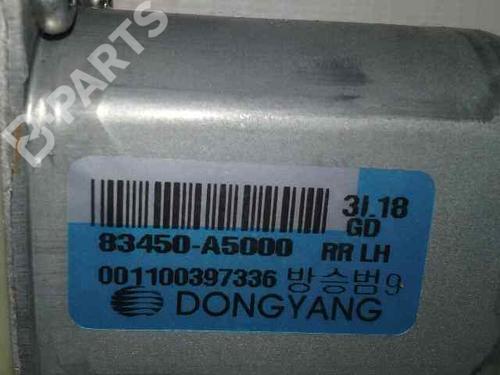 B-PARTS
3I.18
GD
83450-A5000 RR LH
001100397336 방승범9
DONGYANG